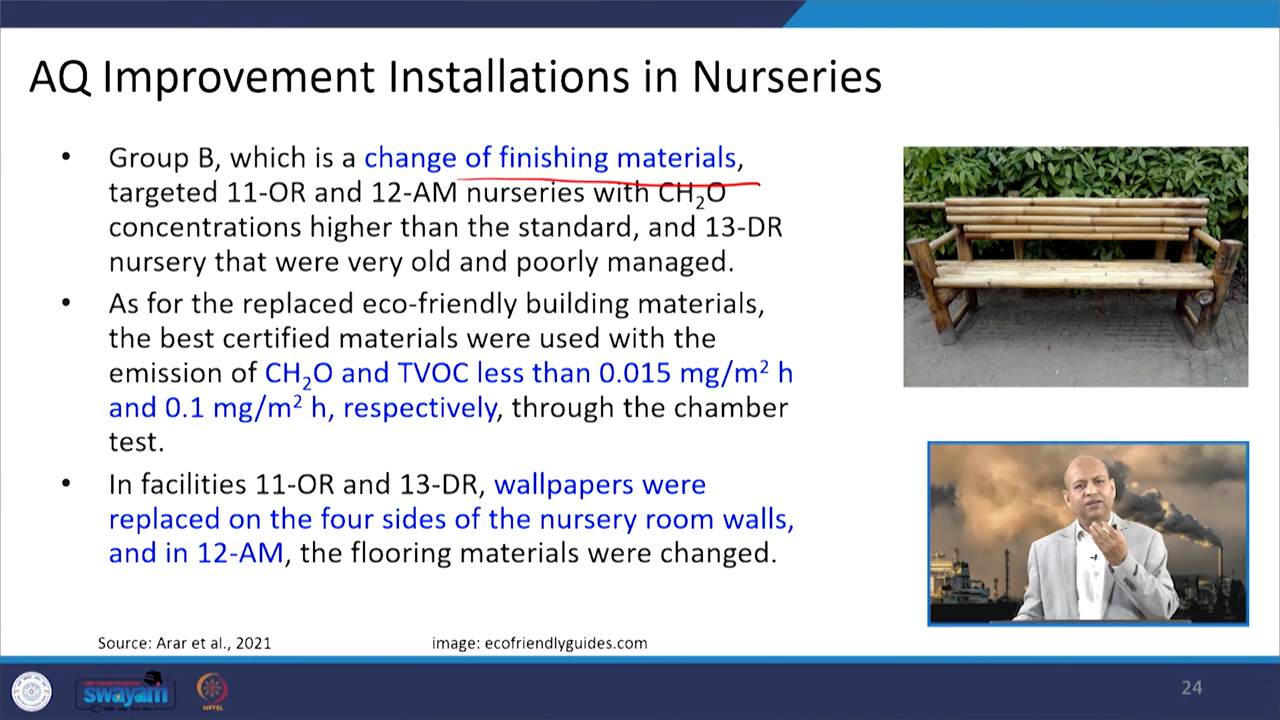 AQ Improvement Installations in Nurseries
• Group B, which is a change of finishing materials,
targeted 11-OR and 12-AM nurseries with CH₂O
concentrations higher than the standard, and 13-DR
nursery that were very old and poorly managed.
• As for the replaced eco-friendly building materials,
the best certified materials were used with the
emission of CH₂O and TVOC less than 0.015 mg/m² h
and 0.1 mg/m² h, respectively, through the chamber
test.
• In facilities 11-OR and 13-DR, wallpapers were
replaced on the four sides of the nursery room walls,
and in 12-AM, the flooring materials were changed.
Source: Arar et al., 2021
image: ecofriendlyguides.com
swayam
NPTEL
24